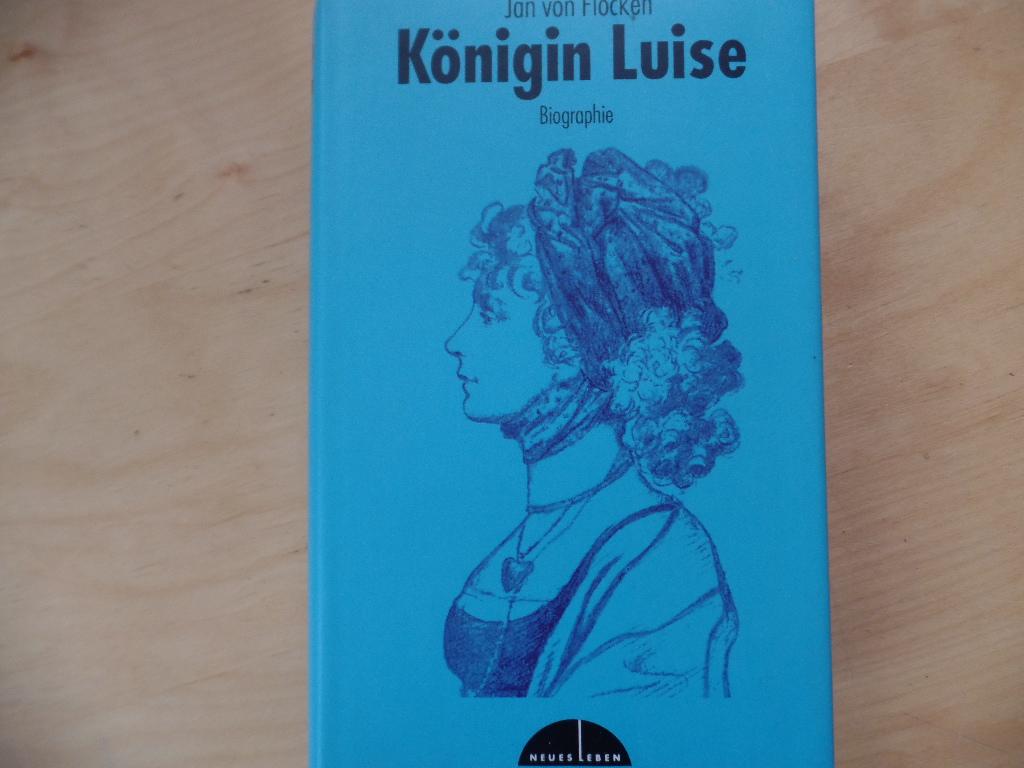 Jan von Flocken
Königin Luise
Biographie
NEUES LEBEN